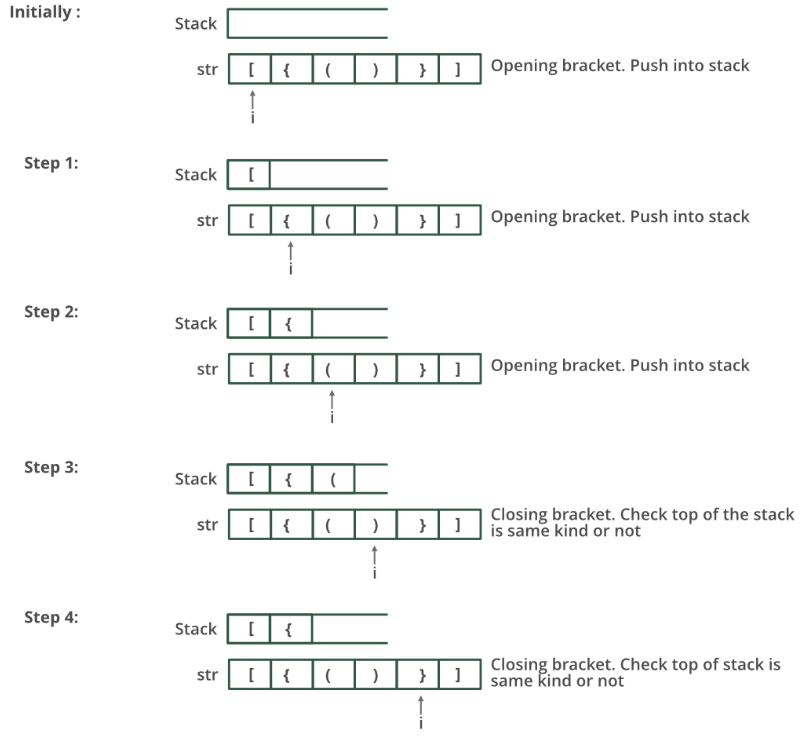 Initially :
Stack
str [ { ( ) } ] Opening bracket. Push into stack
i
Step 1:
Stack [
str [ { ( ) } ] Opening bracket. Push into stack
i
Step 2:
Stack [ {
str [ { ( ) } ] Opening bracket. Push into stack
i
Step 3:
Stack [ { (
str [ { ( ) } ] Closing bracket. Check top of the stack
is same kind or not
i
Step 4:
Stack [ {
str [ { ( ) } ] Closing bracket. Check top of stack is
same kind or not
i